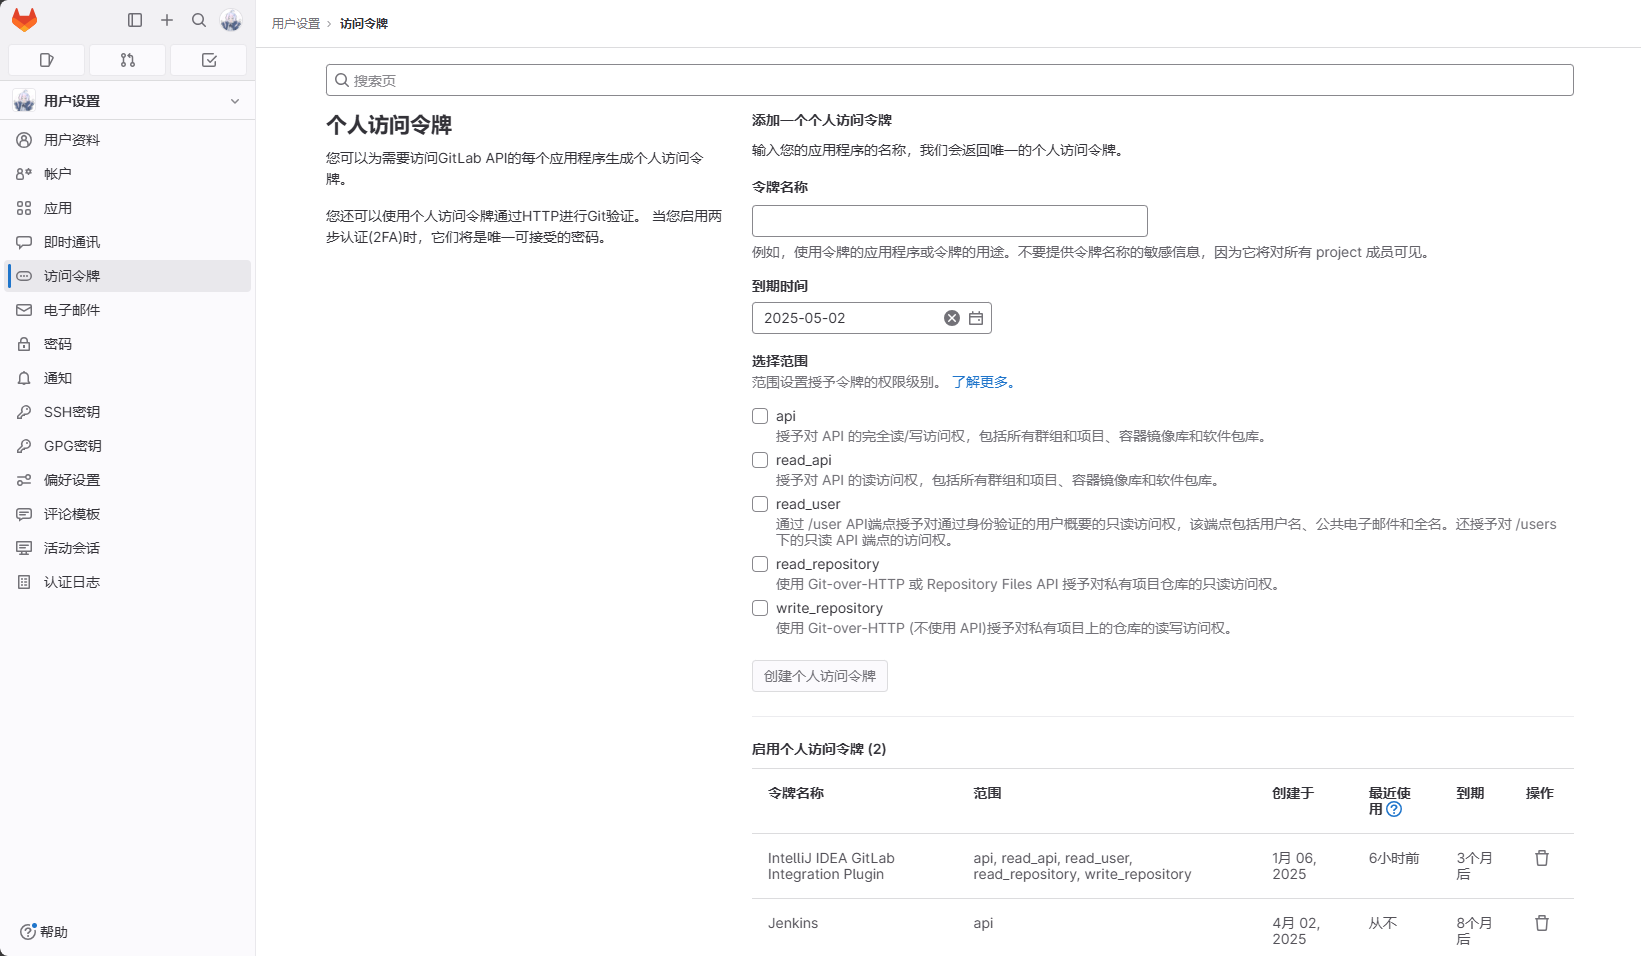 用户设置 › 访问令牌
用户设置
用户资料
帐户
应用
即时通讯
访问令牌
电子邮件
密码
通知
SSH密钥
GPG密钥
偏好设置
评论模板
活动会话
认证日志
帮助
搜索页
个人访问令牌
您可以为需要访问GitLab API的每个应用程序生成个人访问令
牌。
您还可以使用个人访问令牌通过HTTP进行Git验证。 当您启用两
步认证(2FA)时，它们将是唯一可接受的密码。
添加一个个人访问令牌
输入您的应用程序的名称，我们会返回唯一的个人访问令牌。
令牌名称
例如，使用令牌的应用程序或令牌的用途。不要提供令牌名称的敏感信息，因为它将对所有 project 成员可见。
到期时间
2025-05-02
选择范围
范围设置授予令牌的权限级别。 了解更多。
api
授予对 API 的完全读/写访问权，包括所有群组和项目、容器镜像库和软件包库。
read_api
授予对 API 的读访问权，包括所有群组和项目、容器镜像库和软件包库。
read_user
通过 /user API端点授予对通过身份验证的用户概要的只读访问权，该端点包括用户名、公共电子邮件和全名。还授予对 /users
下的只读 API 端点的访问权。
read_repository
使用 Git-over-HTTP 或 Repository Files API 授予对私有项目仓库的只读访问权。
write_repository
使用 Git-over-HTTP (不使用 API)授予对私有项目上的仓库的读写访问权。
创建个人访问令牌
启用个人访问令牌 (2)
令牌名称 范围 创建于 最近使 到期 操作
用
IntelliJ IDEA GitLab api, read_api, read_user, 1月 06, 6小时前 3个月
Integration Plugin read_repository, write_repository 2025 后
Jenkins api 4月 02, 从不 8个月
2025 后